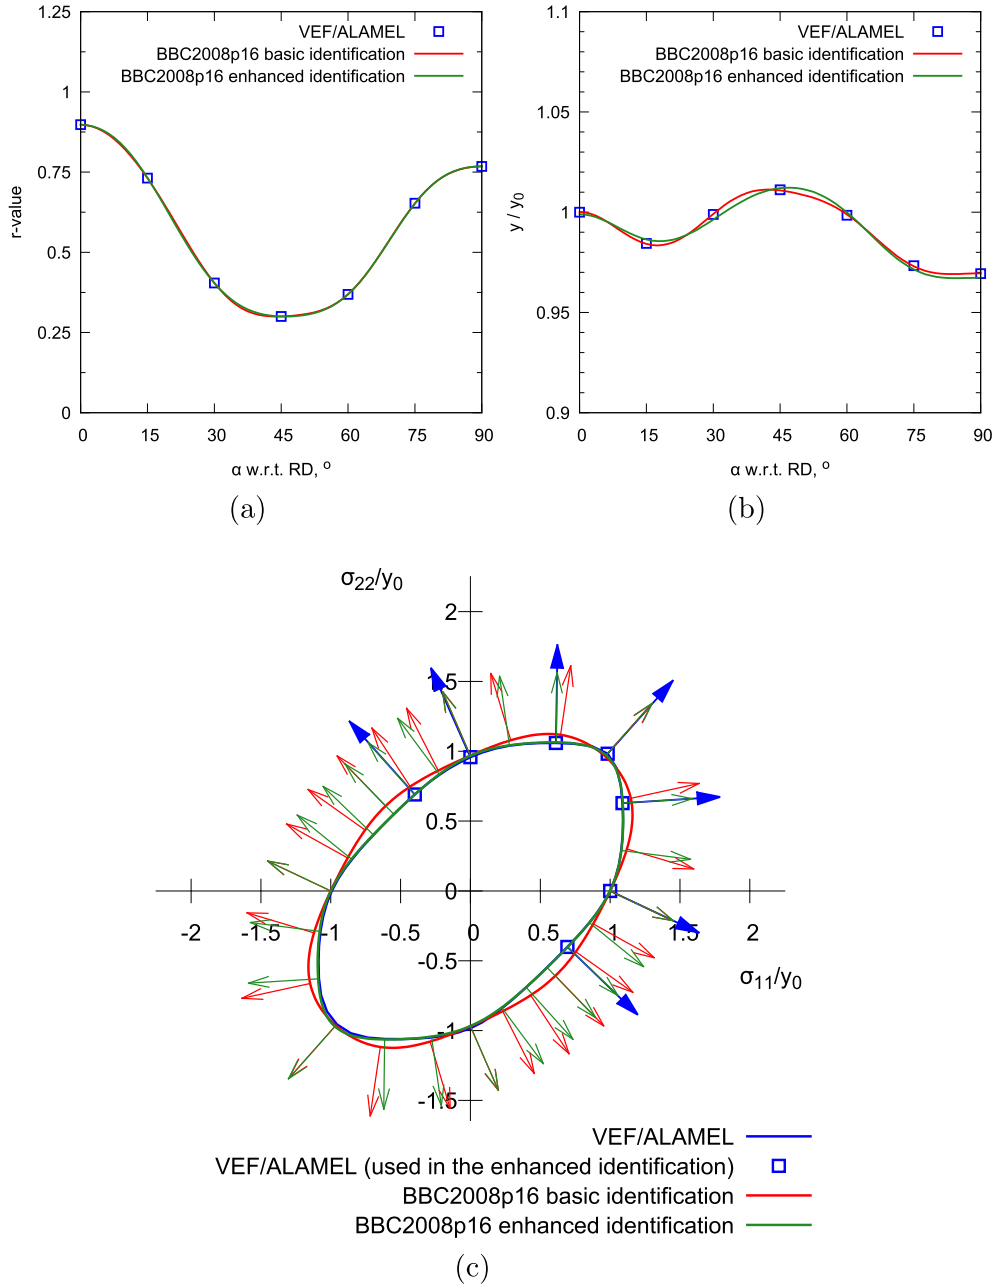 1.25
1
0.75
0.5
0.25
0
r-value
VEF/ALAMEL
BBC2008p16 basic identification
BBC2008p16 enhanced identification
0 15 30 45 60 75 90
α w.r.t. RD, o
(a)
1.1
1.05
1
0.95
0.9
y / y0
VEF/ALAMEL
BBC2008p16 basic identification
BBC2008p16 enhanced identification
0 15 30 45 60 75 90
α w.r.t. RD, o
(b)
σ22/y0
2
1.5
1
0.5
0
-2 -1.5 -1 -0.5 0 0.5 1 1.5 2
-0.5
σ11/y0
-1
-1.5
VEF/ALAMEL
VEF/ALAMEL (used in the enhanced identification)
BBC2008p16 basic identification
BBC2008p16 enhanced identification
(c)